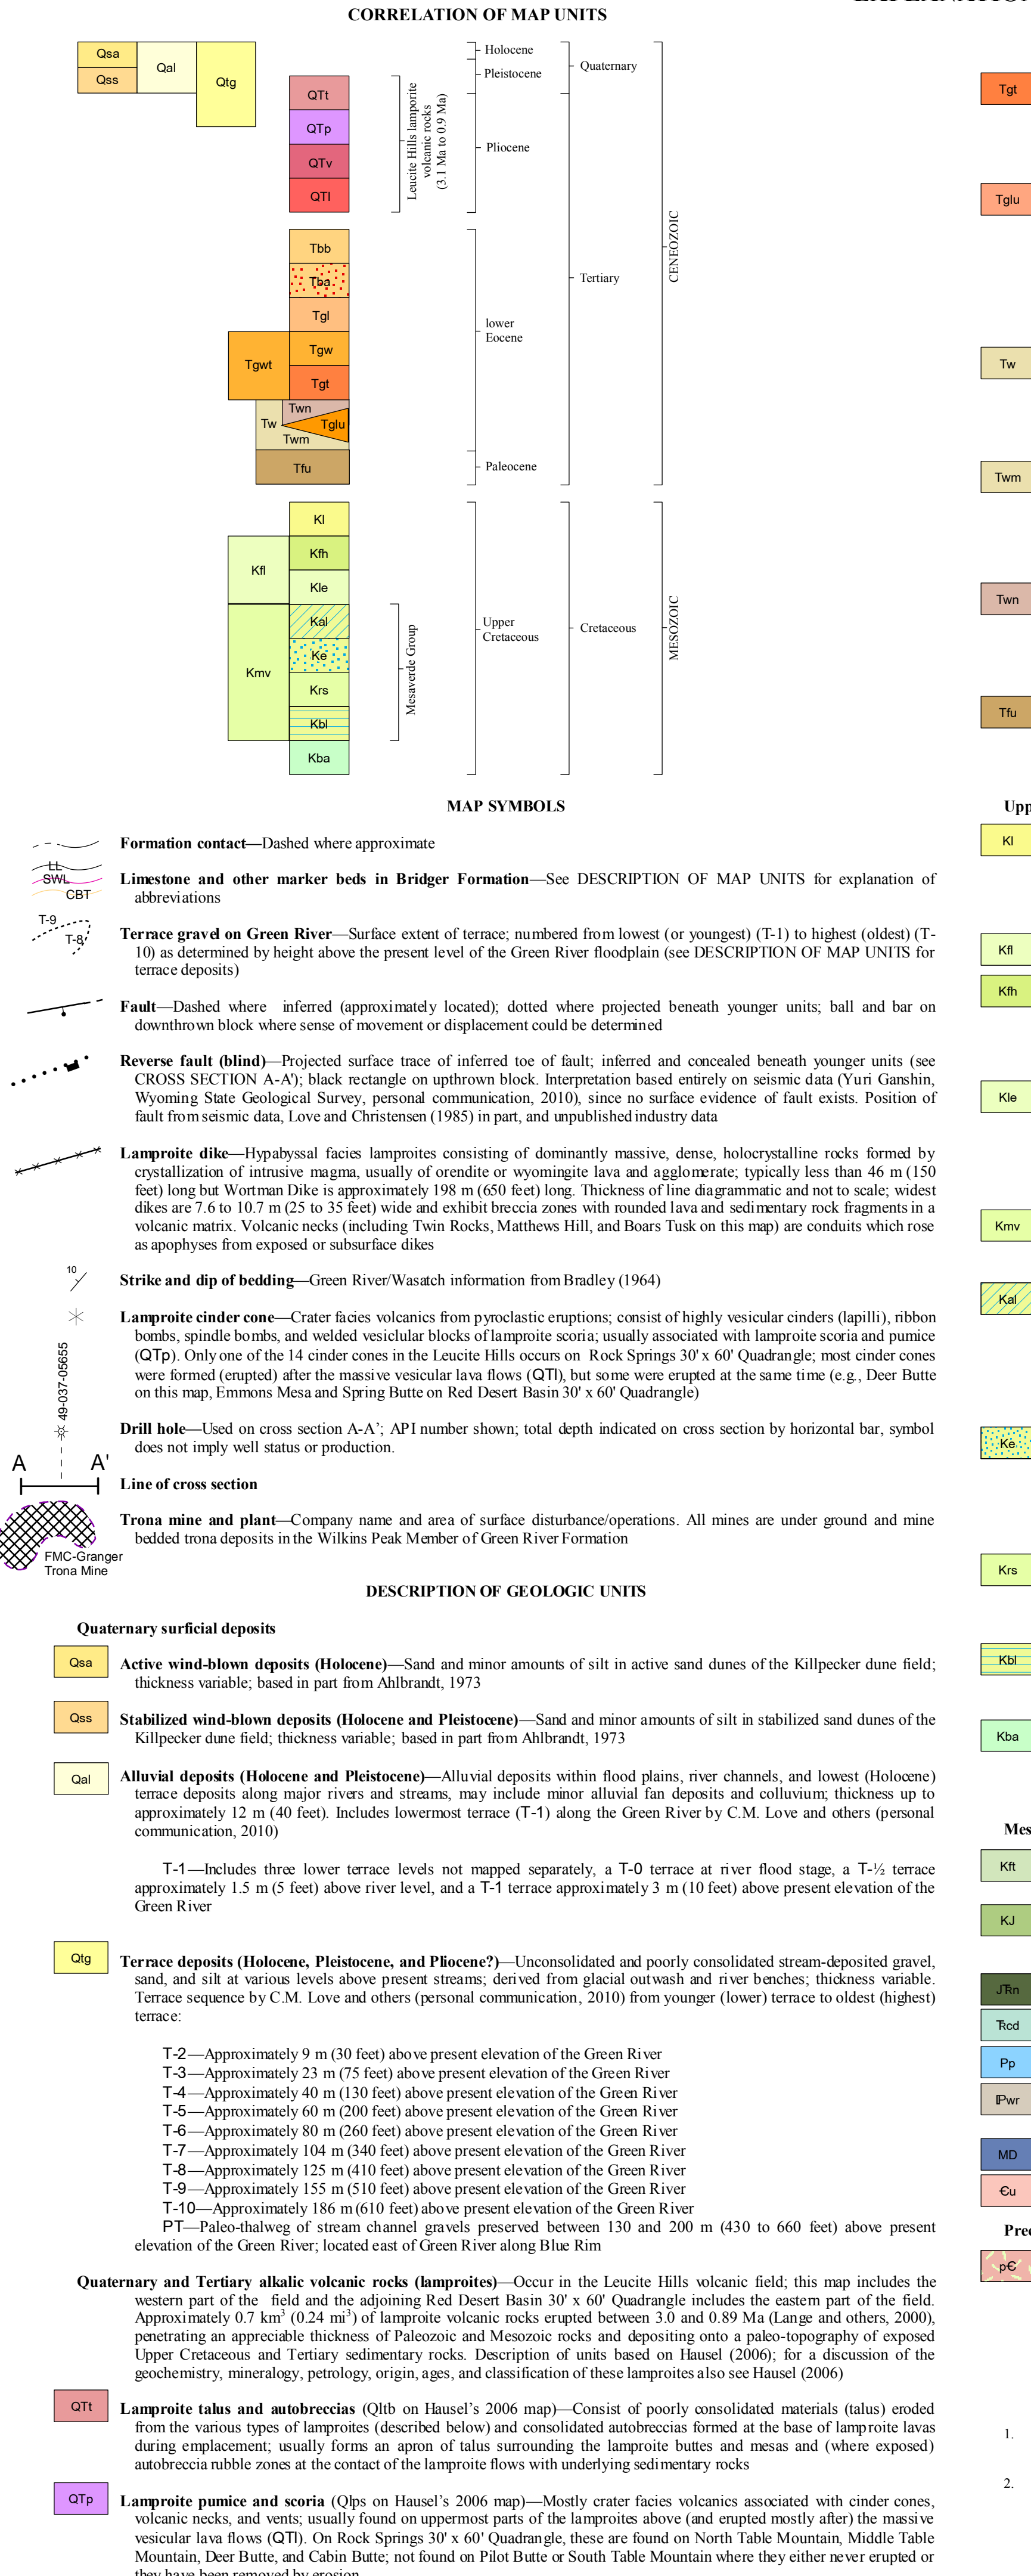 CORRELATION OF MAP UNITS
Qsa
Qss
Qal
Qtg
QTt
QTp
QTv
QTl
Leucite Hills lamporite
volcanic rocks
(3.1 Ma to 0.9 Ma)
Holocene
Pleistocene
Pliocene
Quaternary
Tbb
Tba
Tgl
Tgw
Tgt
Tgwt
Twn
Tw
Tglu
Twm
Tfu
lower
Eocene
Paleocene
Tertiary
CENEOZOIC
Kl
Kfh
Kfl
Kle
Kal
Ke
Kmv
Krs
Kbl
Kba
Mesaverde Group
Upper
Cretaceous
Cretaceous
MESOZOIC
MAP SYMBOLS
Formation contact—Dashed where approximate
LL
SWL
CBT
Limestone and other marker beds in Bridger Formation—See DESCRIPTION OF MAP UNITS for explanation of
abbreviations
T-9
T-8
Terrace gravel on Green River—Surface extent of terrace; numbered from lowest (or youngest) (T-1) to highest (oldest) (T-
10) as determined by height above the present level of the Green River floodplain (see DESCRIPTION OF MAP UNITS for
terrace deposits)
Fault—Dashed where inferred (approximately located); dotted where projected beneath younger units; ball and bar on
downthrown block where sense of movement or displacement could be determined
Reverse fault (blind)—Projected surface trace of inferred toe of fault; inferred and concealed beneath younger units (see
CROSS SECTION A-A'); black rectangle on upthrown block. Interpretation based entirely on seismic data (Yuri Ganshin,
Wyoming State Geological Survey, personal communication, 2010), since no surface evidence of fault exists. Position of
fault from seismic data, Love and Christensen (1985) in part, and unpublished industry data
Lamproite dike—Hypabyssal facies lamproites consisting of dominantly massive, dense, holocrystalline rocks formed by
crystallization of intrusive magma, usually of orendite or wyomingite lava and agglomerate; typically less than 46 m (150
feet) long but Wortman Dike is approximately 198 m (650 feet) long. Thickness of line diagrammatic and not to scale; widest
dikes are 7.6 to 10.7 m (25 to 35 feet) wide and exhibit breccia zones with rounded lava and sedimentary rock fragments in a
volcanic matrix. Volcanic necks (including Twin Rocks, Matthews Hill, and Boars Tusk on this map) are conduits which rose
as apophyses from exposed or subsurface dikes
10
Strike and dip of bedding—Green River/Wasatch information from Bradley (1964)
Lamproite cinder cone—Crater facies volcanics from pyroclastic eruptions; consist of highly vesicular cinders (lapilli), ribbon
bombs, spindle bombs, and welded vesiclular blocks of lamproite scoria; usually associated with lamproite scoria and pumice
(QTp). Only one of the 14 cinder cones in the Leucite Hills occurs on Rock Springs 30' x 60' Quadrangle; most cinder cones
were formed (erupted) after the massive vesicular lava flows (QTl), but some were erupted at the same time (e.g., Deer Butte
on this map, Emmons Mesa and Spring Butte on Red Desert Basin 30' x 60' Quadrangle)
49-037-05655
Drill hole—Used on cross section A-A’; API number shown; total depth indicated on cross section by horizontal bar, symbol
does not imply well status or production.
A A'
Line of cross section
Trona mine and plant—Company name and area of surface disturbance/operations. All mines are under ground and mine
bedded trona deposits in the Wilkins Peak Member of Green River Formation
FMC-Granger
Trona Mine
DESCRIPTION OF GEOLOGIC UNITS
Quaternary surficial deposits
Qsa
Active wind-blown deposits (Holocene)—Sand and minor amounts of silt in active sand dunes of the Killpecker dune field;
thickness variable; based in part from Ahlbrandt, 1973
Qss
Stabilized wind-blown deposits (Holocene and Pleistocene)—Sand and minor amounts of silt in stabilized sand dunes of the
Killpecker dune field; thickness variable; based in part from Ahlbrandt, 1973
Qal
Alluvial deposits (Holocene and Pleistocene)—Alluvial deposits within flood plains, river channels, and lowest (Holocene)
terrace deposits along major rivers and streams, may include minor alluvial fan deposits and colluvium; thickness up to
approximately 12 m (40 feet). Includes lowermost terrace (T-1) along the Green River by C.M. Love and others (personal
communication, 2010)
T-1—Includes three lower terrace levels not mapped separately, a T-0 terrace at river flood stage, a T-½ terrace
approximately 1.5 m (5 feet) above river level, and a T-1 terrace approximately 3 m (10 feet) above present elevation of the
Green River
Qtg
Terrace deposits (Holocene, Pleistocene, and Pliocene?)—Unconsolidated and poorly consolidated stream-deposited gravel,
sand, and silt at various levels above present streams; derived from glacial outwash and river benches; thickness variable.
Terrace sequence by C.M. Love and others (personal communication, 2010) from younger (lower) terrace to oldest (highest)
terrace:
T-2—Approximately 9 m (30 feet) above present elevation of the Green River
T-3—Approximately 23 m (75 feet) above present elevation of the Green River
T-4—Approximately 40 m (130 feet) above present elevation of the Green River
T-5—Approximately 60 m (200 feet) above present elevation of the Green River
T-6—Approximately 80 m (260 feet) above present elevation of the Green River
T-7—Approximately 104 m (340 feet) above present elevation of the Green River
T-8—Approximately 125 m (410 feet) above present elevation of the Green River
T-9—Approximately 155 m (510 feet) above present elevation of the Green River
T-10—Approximately 186 m (610 feet) above present elevation of the Green River
PT—Paleo-thalweg of stream channel gravels preserved between 130 and 200 m (430 to 660 feet) above present
elevation of the Green River; located east of Green River along Blue Rim
Quaternary and Tertiary alkalic volcanic rocks (lamproites)—Occur in the Leucite Hills volcanic field; this map includes the
western part of the field and the adjoining Red Desert Basin 30' x 60' Quadrangle includes the eastern part of the field.
Approximately 0.7 km³ (0.24 mi³) of lamproite volcanic rocks erupted between 3.0 and 0.89 Ma (Lange and others, 2000),
penetrating an appreciable thickness of Paleozoic and Mesozoic rocks and depositing onto a paleo-topography of exposed
Upper Cretaceous and Tertiary sedimentary rocks. Description of units based on Hausel (2006); for a discussion of the
geochemistry, mineralogy, petrology, origin, ages, and classification of these lamproites also see Hausel (2006)
QTt
Lamproite talus and autobreccias (Qltb on Hausel’s 2006 map)—Consist of poorly consolidated materials (talus) eroded
from the various types of lamproites (described below) and consolidated autobreccias formed at the base of lamproite lavas
during emplacement; usually forms an apron of talus surrounding the lamproite buttes and mesas and (where exposed)
autobreccia rubble zones at the contact of the lamproite flows with underlying sedimentary rocks
QTp
Lamproite pumice and scoria (Qlps on Hausel’s 2006 map)—Mostly crater facies volcanics associated with cinder cones,
volcanic necks, and vents; usually found on uppermost parts of the lamproites above (and erupted mostly after) the massive
vesicular lava flows (QTl). On Rock Springs 30' x 60' Quadrangle, these are found on North Table Mountain, Middle Table
Mountain, Deer Butte, and Cabin Butte; not found on Pilot Butte or South Table Mountain where they either never erupted or
they have been removed by erosion
Tgt
Tglu
Tw
Twm
Twn
Tfu
Upp
Kl
Kfl
Kfh
Kle
Kmv
Kal
Ke
Krs
Kbl
Kba
Mes
Kft
KJ
JTRn
TRcd
Pp
IPwr
MD
Єu
Prec
pЄ
1.
2.